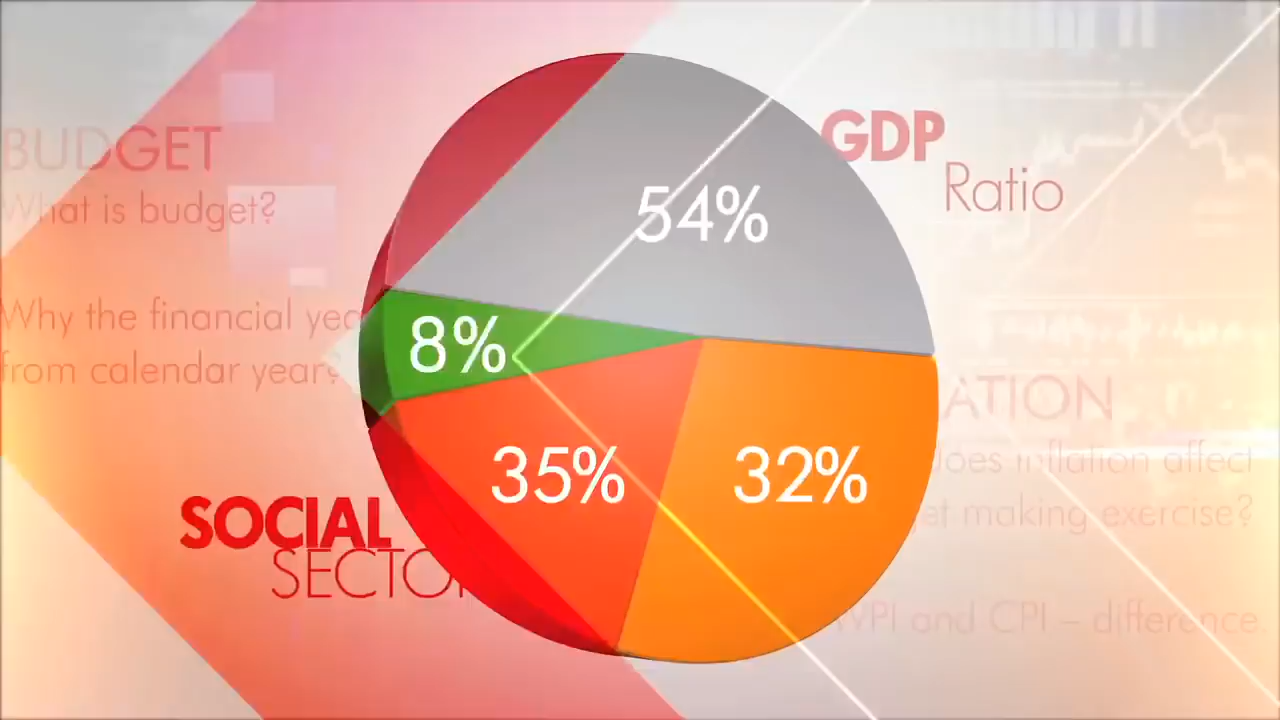 BUDGET
What is budget?
Why the financial yea
from calendar year?
SOCIAL
SECTO
54%
8%
35%
32%
GDP
Ratio
ATION
does inflation affect
et making exercise?
WPI and CPI – difference